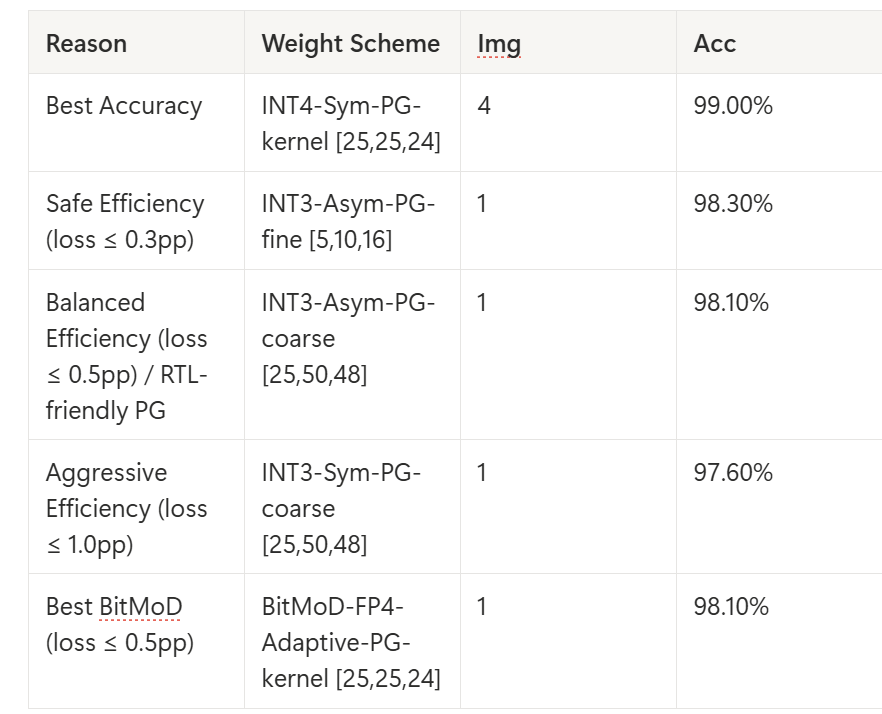 Reason Weight Scheme Img Acc
Best Accuracy INT4-Sym-PG- 4 99.00%
kernel [25,25,24]
Safe Efficiency INT3-Asym-PG- 1 98.30%
(loss ≤ 0.3pp) fine [5,10,16]
Balanced INT3-Asym-PG- 1 98.10%
Efficiency (loss coarse
≤ 0.5pp) / RTL- [25,50,48]
friendly PG
Aggressive INT3-Sym-PG- 1 97.60%
Efficiency (loss coarse
≤ 1.0pp) [25,50,48]
Best BitMoD BitMoD-FP4- 1 98.10%
(loss ≤ 0.5pp) Adaptive-PG-
kernel [25,25,24]